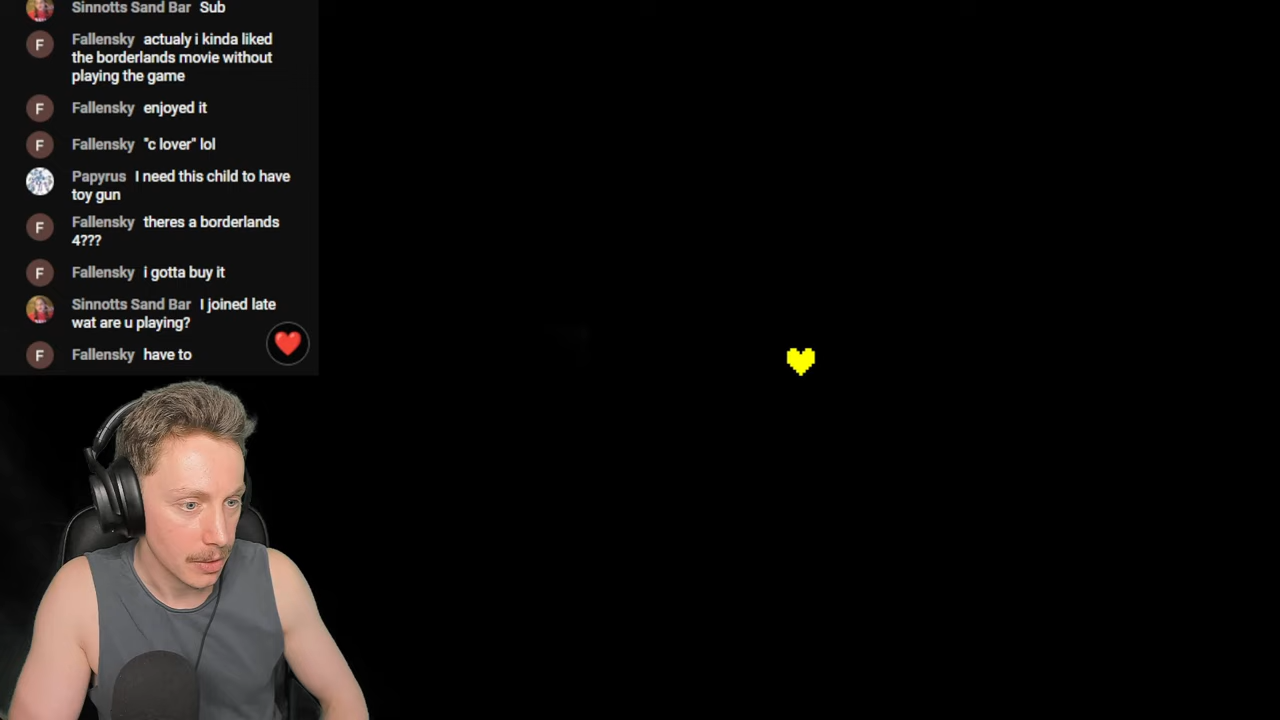 Sinnotts Sand Bar Sub
F
Fallensky actualy i kinda liked
the borderlands movie without
playing the game
F
Fallensky enjoyed it
F
Fallensky "c lover" lol
Papyrus I need this child to have
toy gun
F
Fallensky theres a borderlands
4???
F
Fallensky i gotta buy it
Sinnotts Sand Bar I joined late
wat are u playing?
F
Fallensky have to